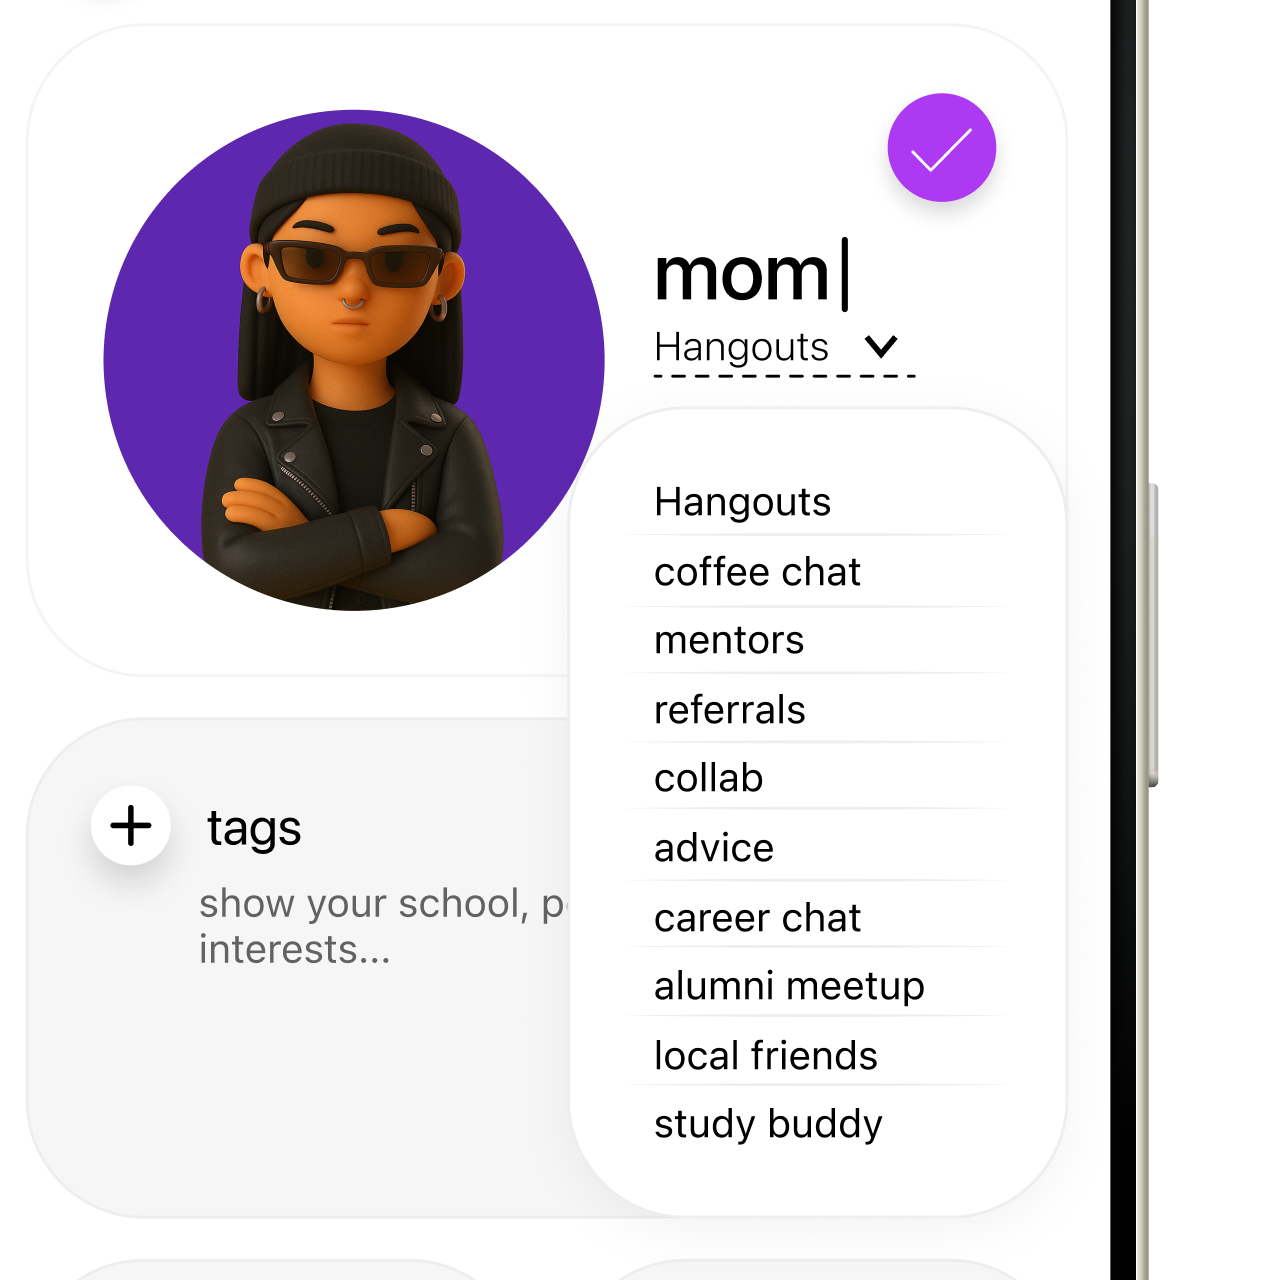 mom
Hangouts
Hangouts
coffee chat
mentors
referrals
collab
advice
career chat
alumni meetup
local friends
study buddy
tags
show your school,
interests...